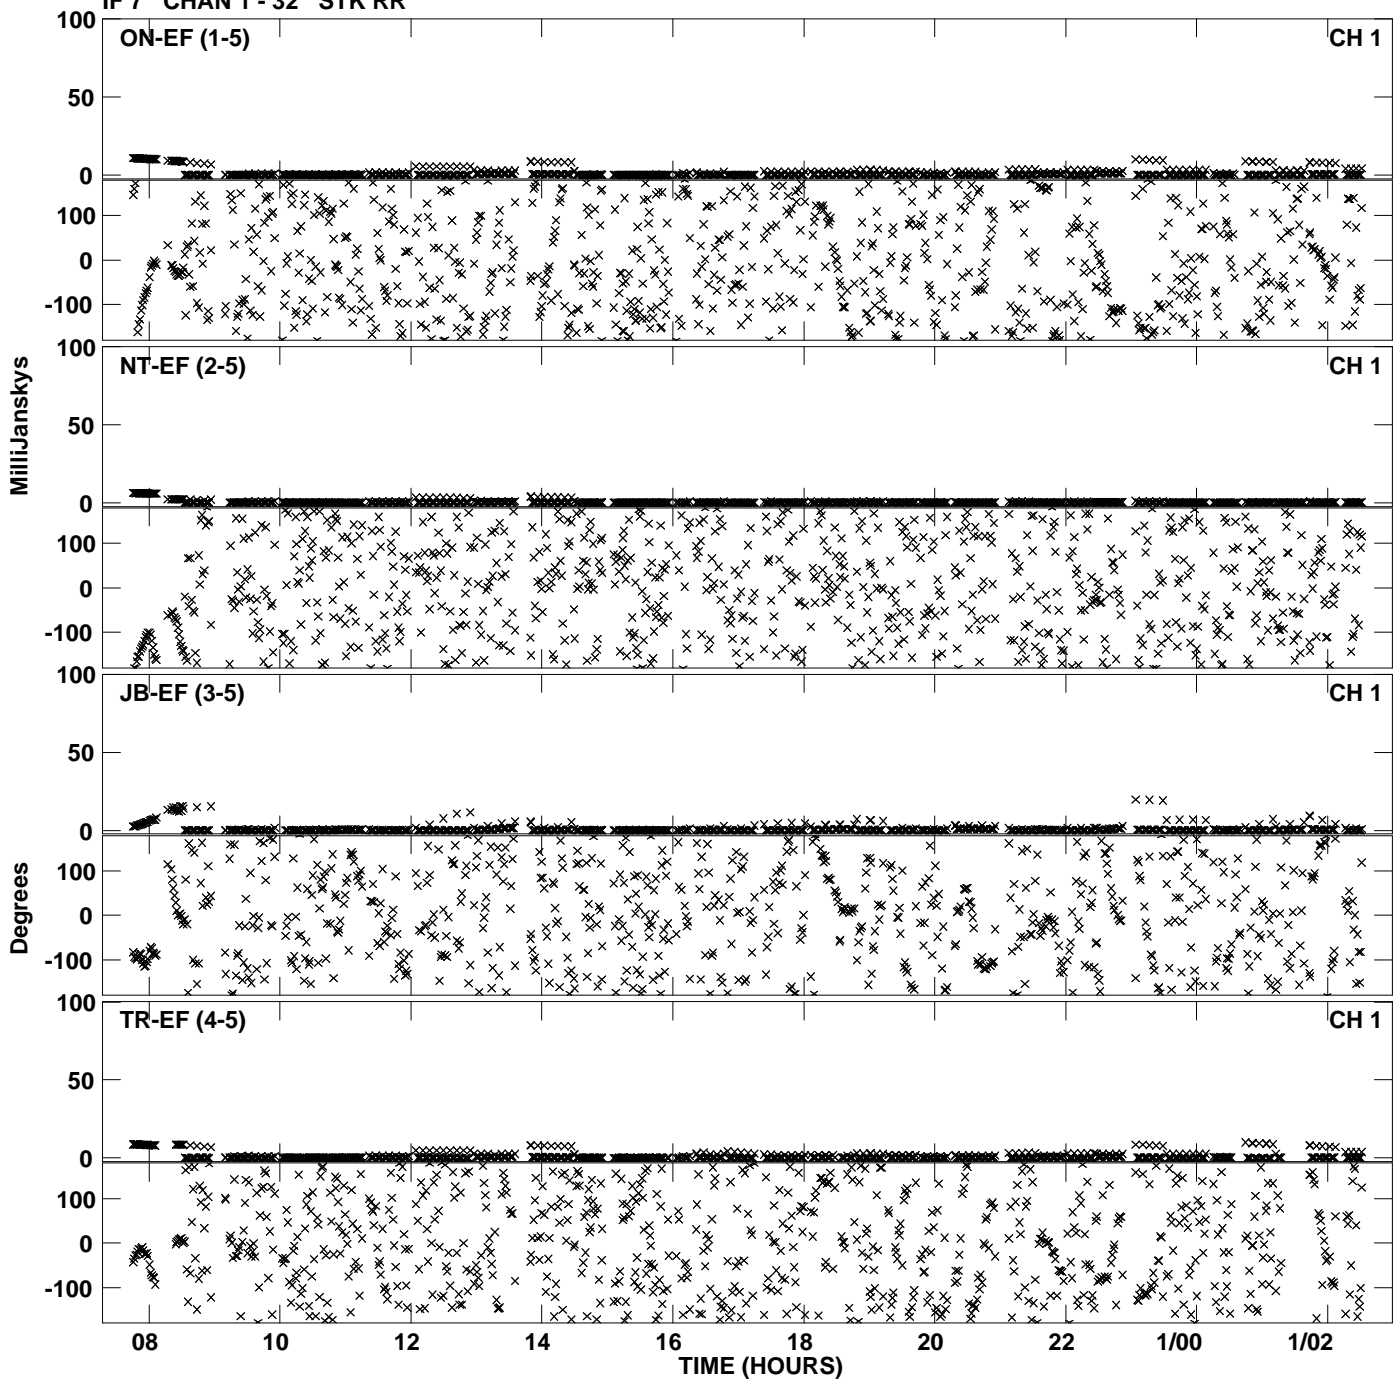 IF 7 CHAN 1 - 32 STK RR
100
ON-EF (1-5)
CH 1
50
0
100
0
-100
100
NT-EF (2-5)
CH 1
50
0
100
0
-100
MilliJanskys
100
JB-EF (3-5)
CH 1
50
0
100
0
-100
Degrees
100
TR-EF (4-5)
CH 1
50
0
100
0
-100
08 10 12 14 16 18 20 22 1/00 1/02
TIME (HOURS)